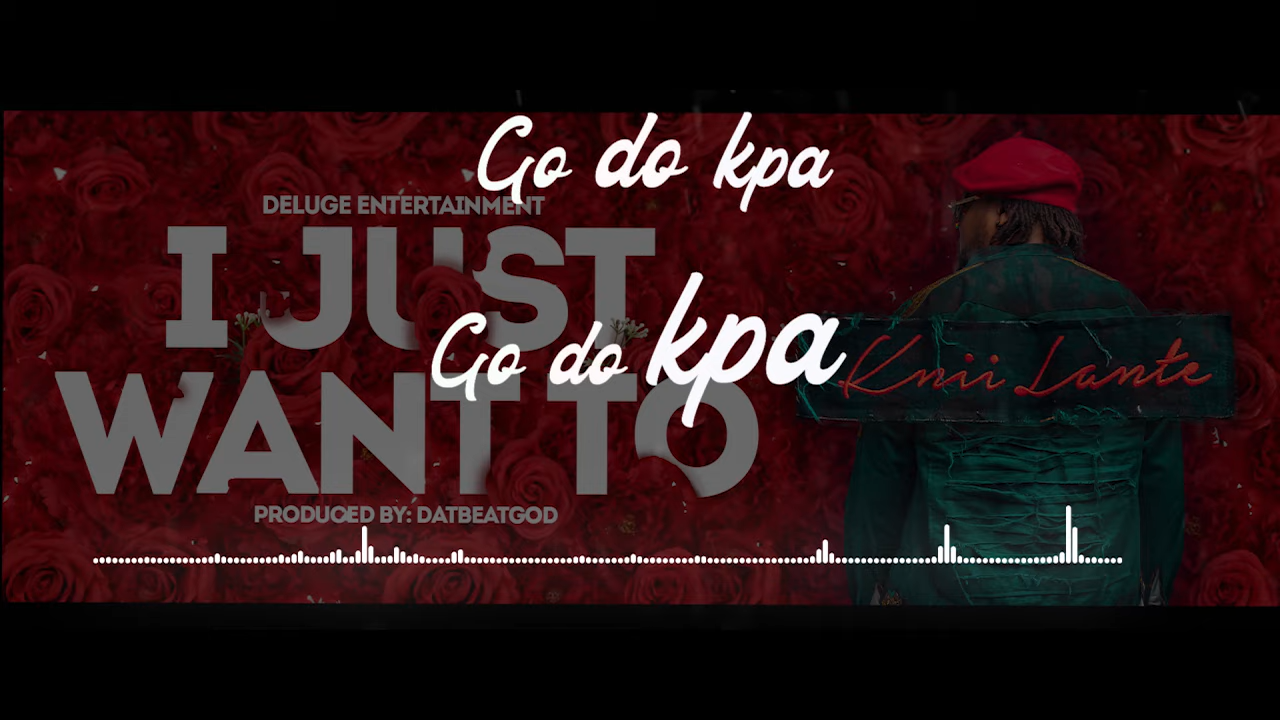 Go do kpa
DELUGE ENTERTAINMENT
I JUST
Go do kpa
Knii Lante
WANT TO
PRODUCED BY: DATBEATGOD